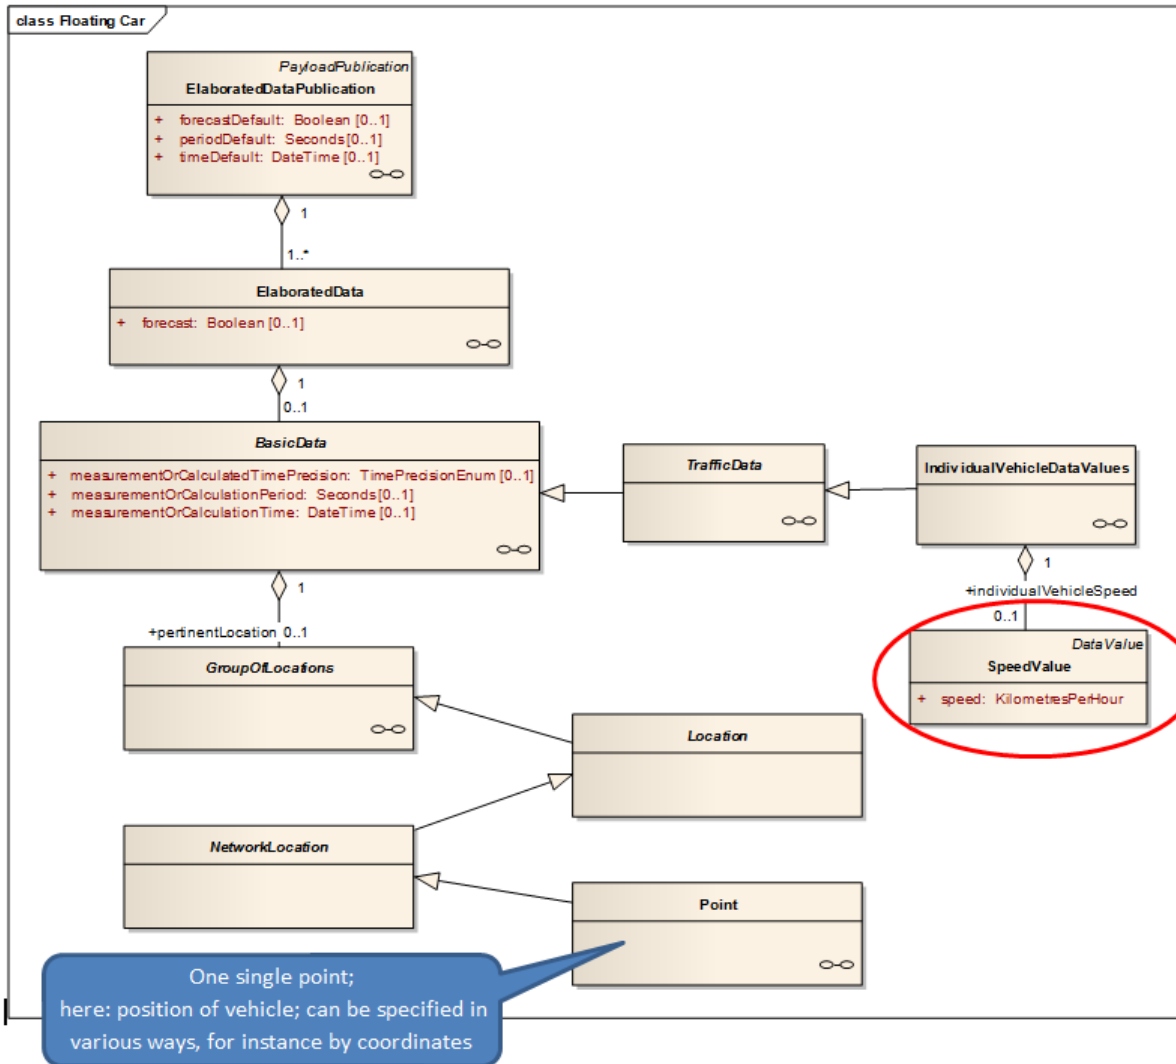 class Floating Car
PayloadPublication
ElaboratedDataPublication
+ forecastDefault: Boolean [0..1]
+ periodDefault: Seconds [0..1]
+ timeDefault: DateTime [0..1]
1
1..*
ElaboratedData
+ forecast: Boolean [0..1]
1
0..1
BasicData
+ measurementOrCalculatedTimePrecision: TimePrecisionEnum [0..1]
+ measurementOrCalculationPeriod: Seconds [0..1]
+ measurementOrCalculationTime: DateTime [0..1]
TrafficData
IndividualVehicleDataValues
1
+individualVehicleSpeed
0..1
DataValue
SpeedValue
+ speed: KilometresPerHour
1
+pertinentLocation 0..1
GroupOfLocations
Location
NetworkLocation
Point
One single point;
here: position of vehicle; can be specified in
various ways, for instance by coordinates